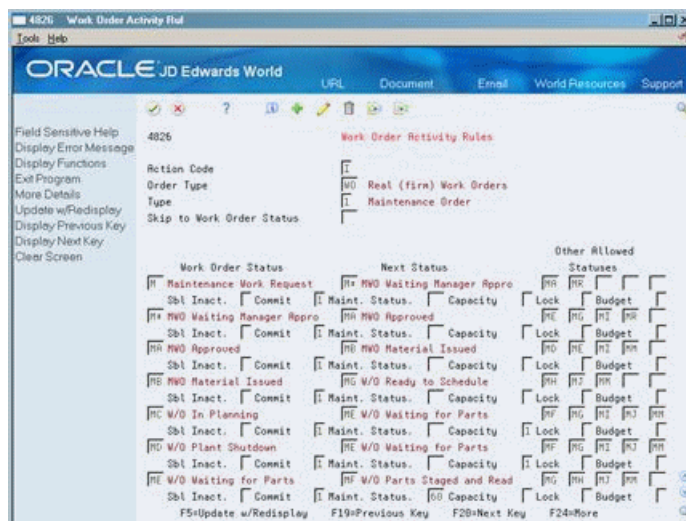 4826 Work Order Activity Rul
Tools Help
ORACLE JD Edwards World
URL Document Email World Resources Support
Field Sensitive Help
Display Error Message
Display Functions
Exit Program
More Details
Update w/Redisplay
Display Previous Key
Display Next Key
Clear Screen
4826 Work Order Activity Rules
Action Code I
Order Type WO Real (firm) Work Orders
Type 1 Maintenance Order
Skip to Work Order Status
Other Allowed
Work Order Status Next Status Statuses
M Maintenance Work Request M* MWO Waiting Manager Appro MA MR
Sbl Inact. Commit 1 Maint. Status. Capacity Lock Budget
M* MWO Waiting Manager Appro MA MWO Approved ME MG MI MR
Sbl Inact. Commit 1 Maint. Status. Capacity Lock Budget
MA MWO Approved MB MWO Material Issued MD ME MI MM
Sbl Inact. Commit 1 Maint. Status. Capacity Lock Budget
MB MWO Material Issued MG W/O Ready to Schedule MH MJ MM
Sbl Inact. Commit 1 Maint. Status. Capacity Lock Budget
MC W/O In Planning ME W/O Waiting for Parts MF MG MI MJ MM
Sbl Inact. Commit 1 Maint. Status. Capacity 1 Lock Budget
MD W/O Plant Shutdown ME W/O Waiting for Parts MF MG MI MJ MM
Sbl Inact. Commit 1 Maint. Status. Capacity 1 Lock Budget
ME W/O Waiting for Parts MF W/O Parts Staged and Read MG MH MJ MM
Sbl Inact. Commit 1 Maint. Status. 60 Capacity Lock Budget
F5=Update w/Redisplay F19=Previous Key F20=Next Key F24=More